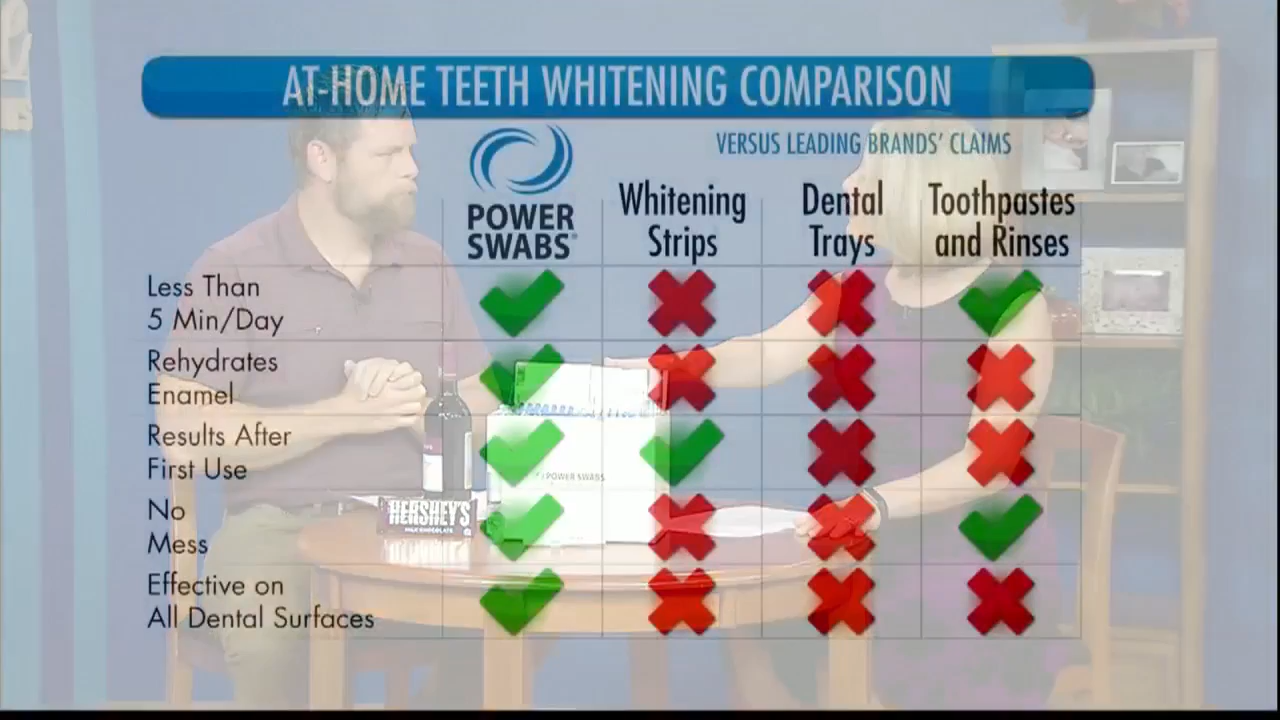 AT-HOME TEETH WHITENING COMPARISON
VERSUS LEADING BRANDS' CLAIMS
POWER
SWABS®
Whitening
Strips
Dental
Trays
Toothpastes
and Rinses
Less Than
5 Min/Day
Rehydrates
Enamel
Results After
First Use
POWER SWABS
No
Mess
HERSHEY'S
MILK CHOCOLATE
Effective on
All Dental Surfaces